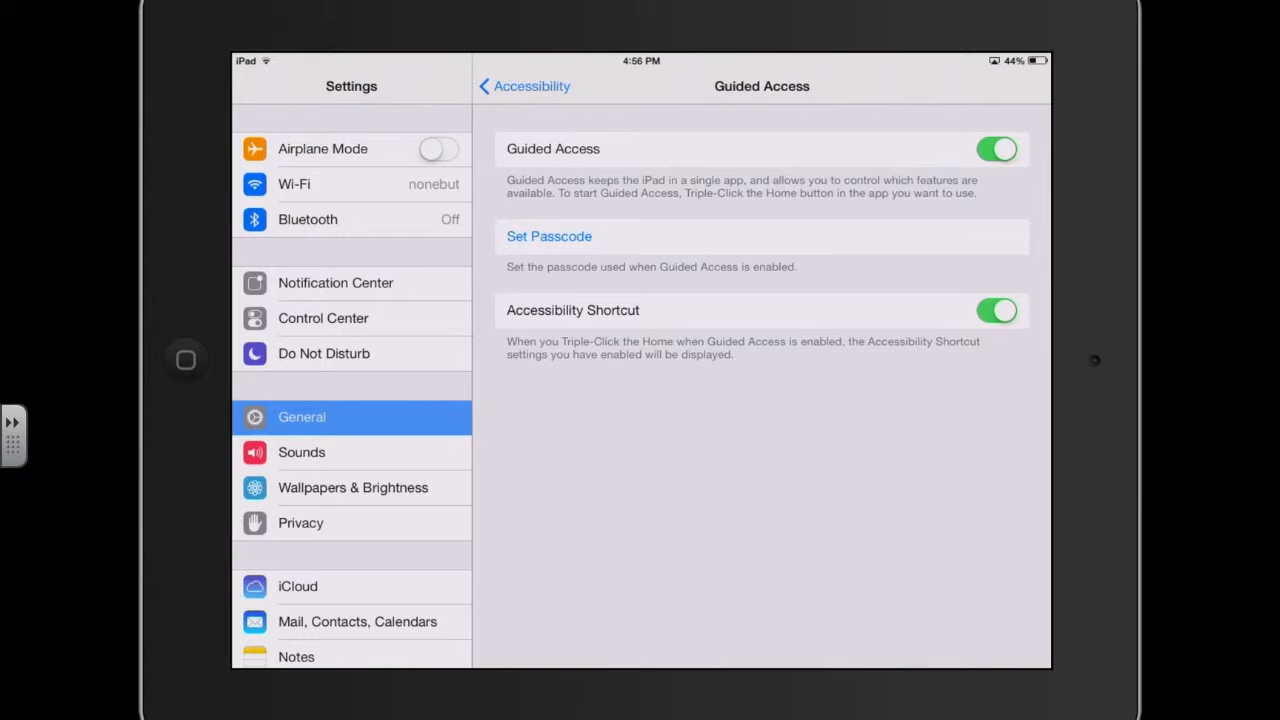 iPad
4:56 PM
44%
Settings
Accessibility
Guided Access
Airplane Mode
Wi-Fi
nonebut
Bluetooth
Off
Notification Center
Control Center
Do Not Disturb
General
Sounds
Wallpapers & Brightness
Privacy
iCloud
Mail, Contacts, Calendars
Notes
Guided Access
Guided Access keeps the iPad in a single app, and allows you to control which features are
available. To start Guided Access, Triple-Click the Home button in the app you want to use.
Set Passcode
Set the passcode used when Guided Access is enabled.
Accessibility Shortcut
When you Triple-Click the Home when Guided Access is enabled, the Accessibility Shortcut
settings you have enabled will be displayed.